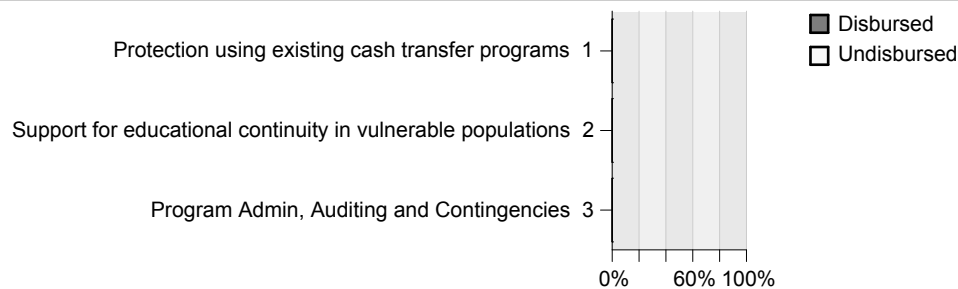 Disbursed
Undisbursed
Protection using existing cash transfer programs 1
Support for educational continuity in vulnerable populations 2
Program Admin, Auditing and Contingencies 3
0% 60% 100%